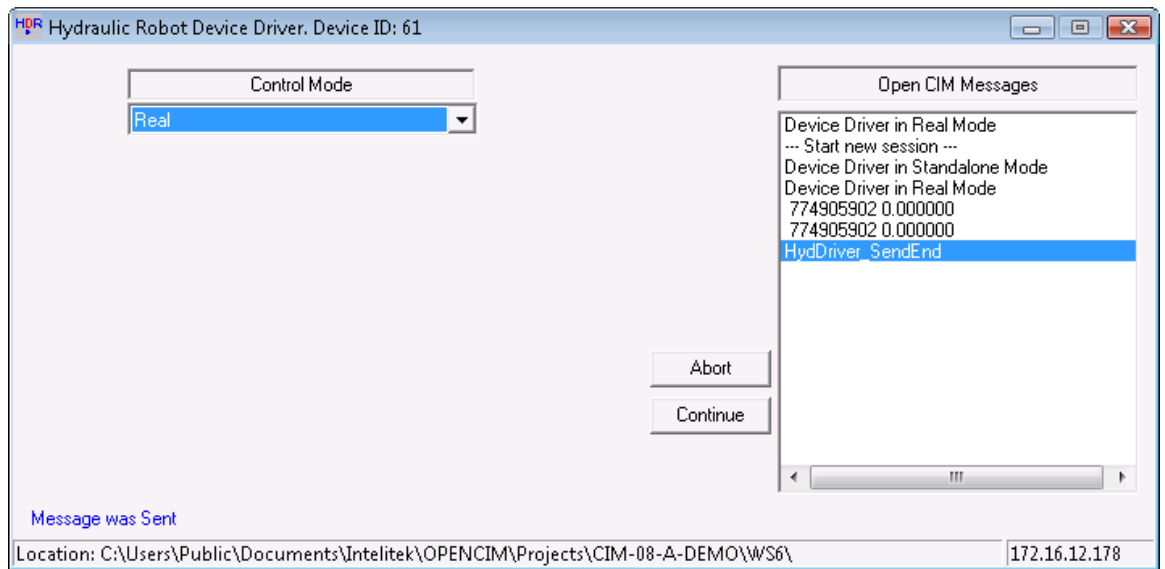 HDR Hydraulic Robot Device Driver. Device ID: 61
Control Mode
Real
Open CIM Messages
Device Driver in Real Mode
--- Start new session ---
Device Driver in Standalone Mode
Device Driver in Real Mode
774905902 0.000000
774905902 0.000000
HydDriver_SendEnd
Abort
Continue
Message was Sent
Location: C:\Users\Public\Documents\Intelitek\OPENCIM\Projects\CIM-08-A-DEMO\WS6\
172.16.12.178